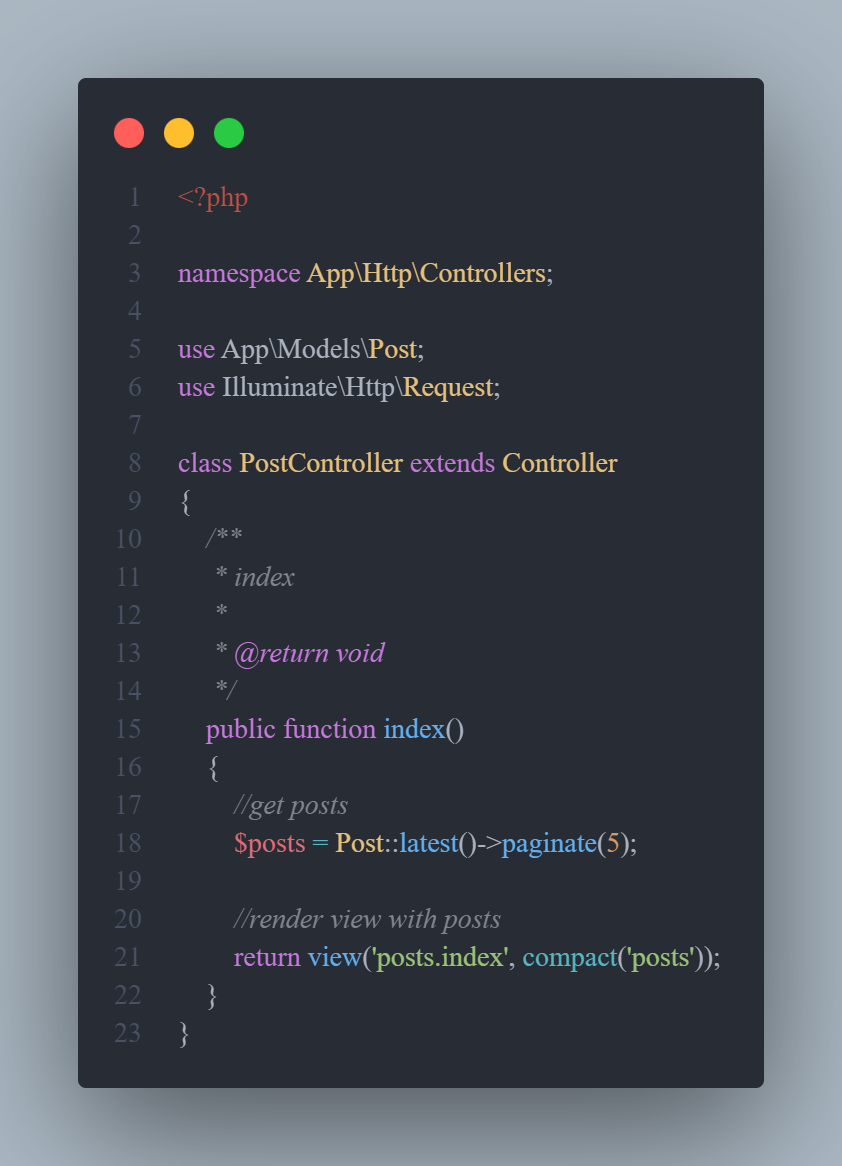 1 <?php
2
3 namespace App\Http\Controllers;
4
5 use App\Models\Post;
6 use Illuminate\Http\Request;
7
8 class PostController extends Controller
9 {
10     /**
11      * index
12      *
13      * @return void
14      */
15     public function index()
16     {
17         //get posts
18         $posts = Post::latest()->paginate(5);
19
20         //render view with posts
21         return view('posts.index', compact('posts'));
22     }
23 }